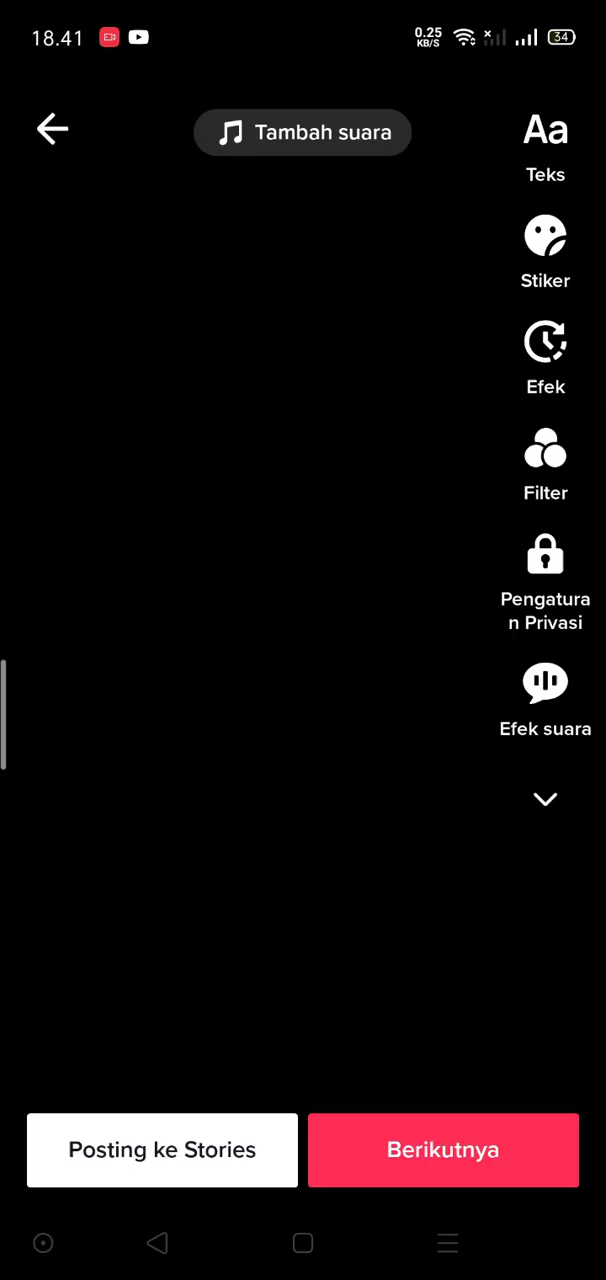 18.41
0.25
KB/S
34
Tambah suara
Aa
Teks
Stiker
Efek
Filter
Pengatura
n Privasi
Efek suara
Posting ke Stories
Berikutnya